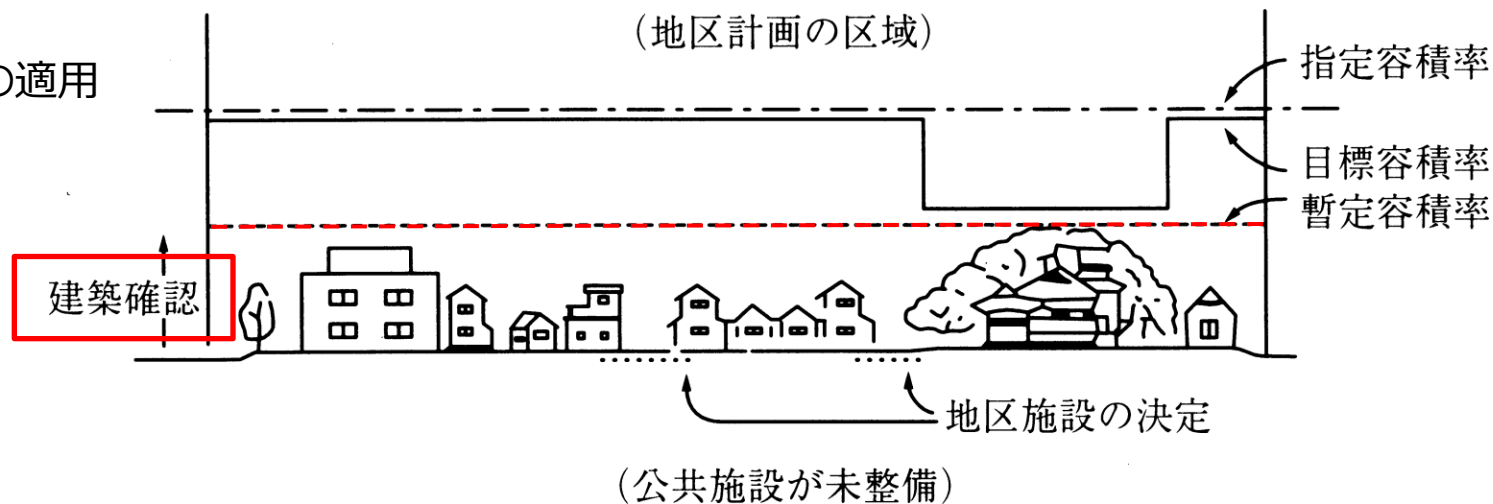 (地区計画の区域)
の適用
指定容積率
目標容積率
暫定容積率
建築確認
地区施設の決定
(公共施設が未整備)